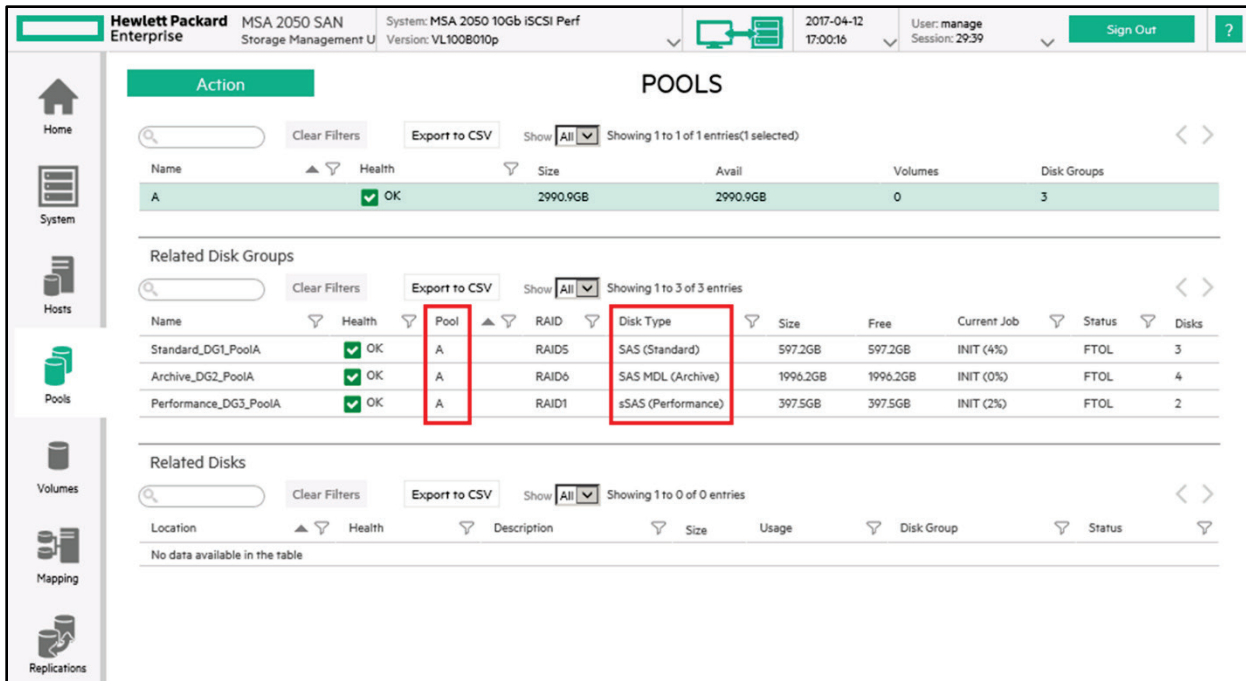 Hewlett Packard Enterprise
MSA 2050 SAN
Storage Management U
System: MSA 2050 10Gb iSCSI Perf
Version: VL100B010p
2017-04-12
17:00:16
User: manage
Session: 29:39
Sign Out
?
Home
System
Hosts
Pools
Volumes
Mapping
Replications
Action
POOLS
Clear Filters Export to CSV Show All Showing 1 to 1 of 1 entries(1 selected)
Name Health Size Avail Volumes Disk Groups
A OK 2990.9GB 2990.9GB 0 3
Related Disk Groups
Clear Filters Export to CSV Show All Showing 1 to 3 of 3 entries
Name Health Pool RAID Disk Type Size Free Current Job Status Disks
Standard_DG1_PoolA OK A RAID5 SAS (Standard) 597.2GB 597.2GB INIT (4%) FTOL 3
Archive_DG2_PoolA OK A RAID6 SAS MDL (Archive) 1996.2GB 1996.2GB INIT (0%) FTOL 4
Performance_DG3_PoolA OK A RAID1 sSAS (Performance) 397.5GB 397.5GB INIT (2%) FTOL 2
Related Disks
Clear Filters Export to CSV Show All Showing 1 to 0 of 0 entries
Location Health Description Size Usage Disk Group Status
No data available in the table